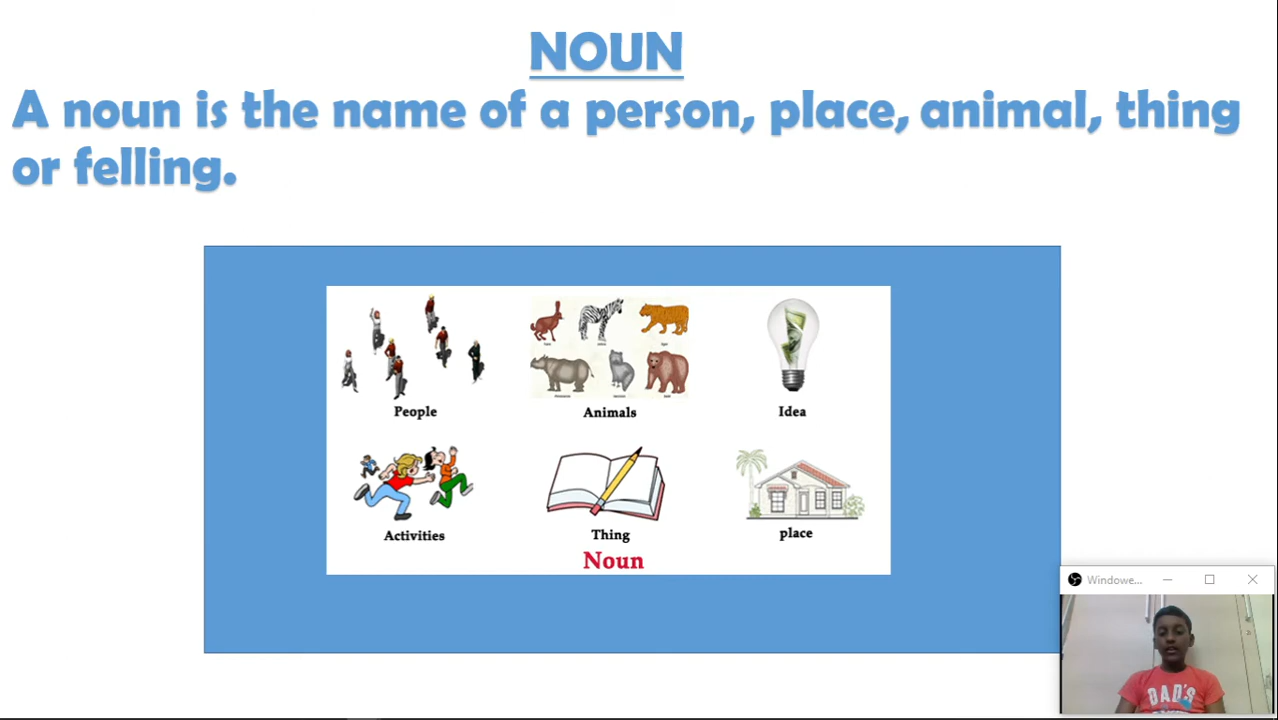 NOUN
A noun is the name of a person, place, animal, thing
or felling.
People
Animals
Idea
Activities
Thing
place
Noun
Windowe...
DAD'S